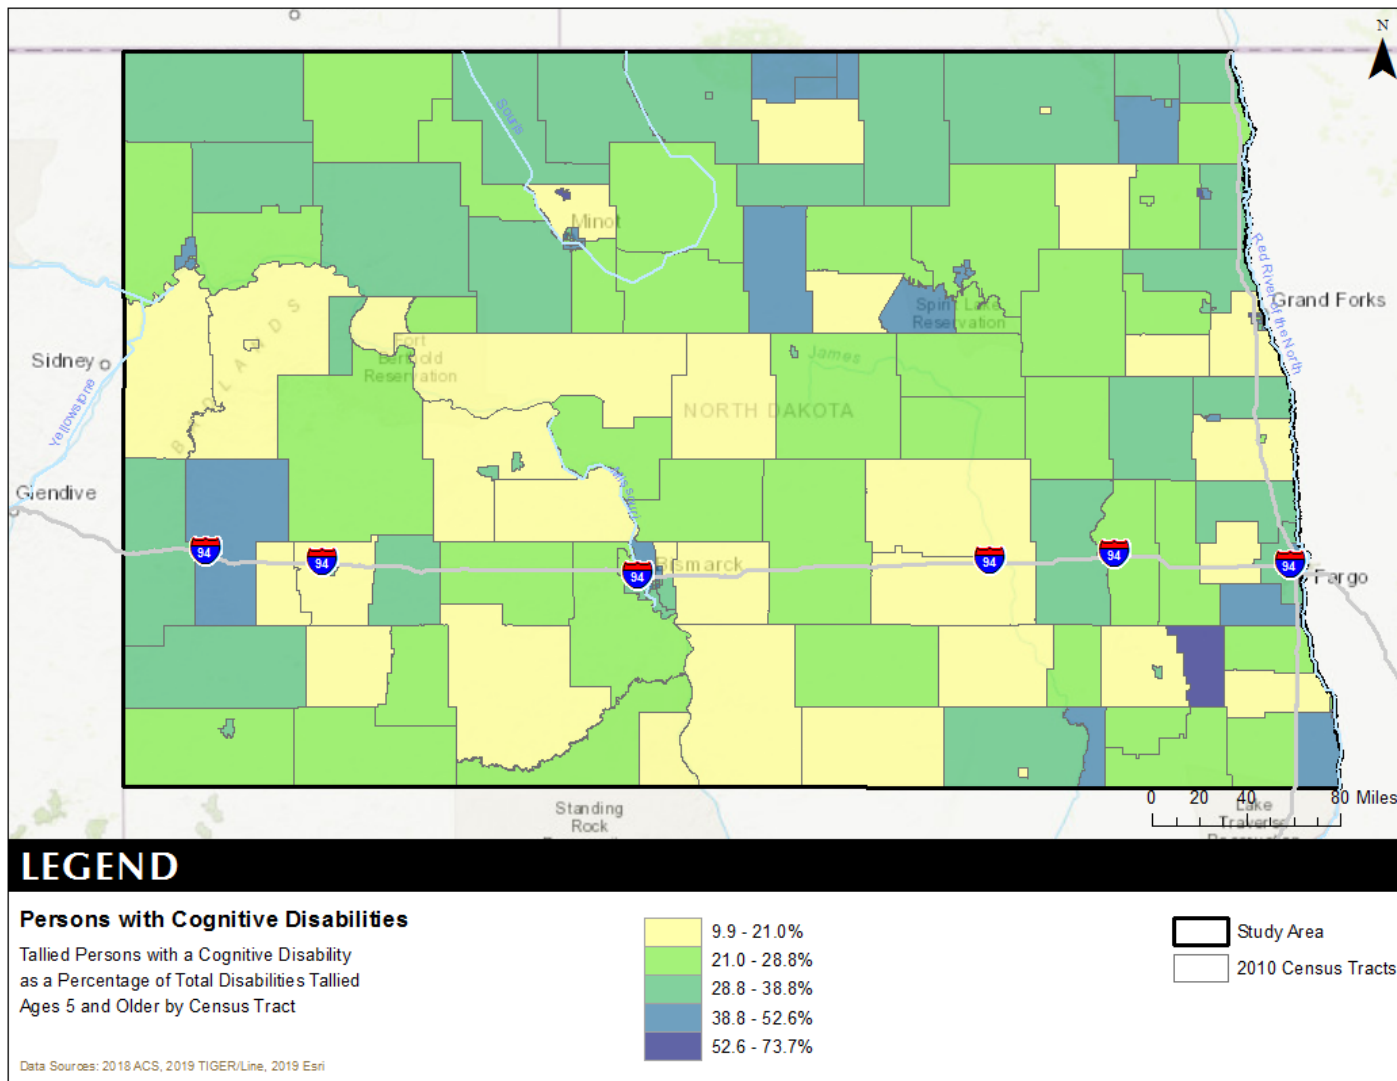 N
Souris
Minot
Red River of the North
Grand Forks
Spirit Lake
Reservation
BADLANDS
Sidney
Fort
Berthold
Reservation
James
Yellowstone
NORTH DAKOTA
Missouri
Glendive
94
94
94
94
94
94
Bismarck
Fargo
0 20 40 80 Miles
Standing
Rock
Lake
Traverse
LEGEND
Persons with Cognitive Disabilities
Tallied Persons with a Cognitive Disability
as a Percentage of Total Disabilities Tallied
Ages 5 and Older by Census Tract
9.9 - 21.0%
21.0 - 28.8%
28.8 - 38.8%
38.8 - 52.6%
52.6 - 73.7%
Study Area
2010 Census Tracts
Data Sources: 2018 ACS, 2019 TIGER/Line, 2019 Esri